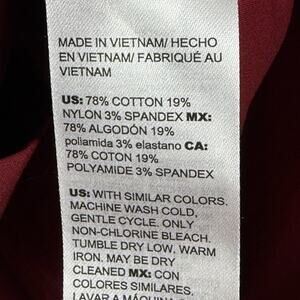 MADE IN VIETNAM/ HECHO
EN VIETNAM/ FABRIQUÉ AU
VIETNAM
US: 78% COTTON 19%
NYLON 3% SPANDEX MX:
78% ALGODÓN 19%
poliamida 3% elastano CA:
78% COTON 19%
POLYAMIDE 3% SPANDEX
US: WITH SIMILAR COLORS.
MACHINE WASH COLD,
GENTLE CYCLE. ONLY
NON-CHLORINE BLEACH.
TUMBLE DRY LOW. WARM
IRON. MAY BE DRY
CLEANED MX: CON
COLORES SIMILARES.
LAVAR A MÁQUINA